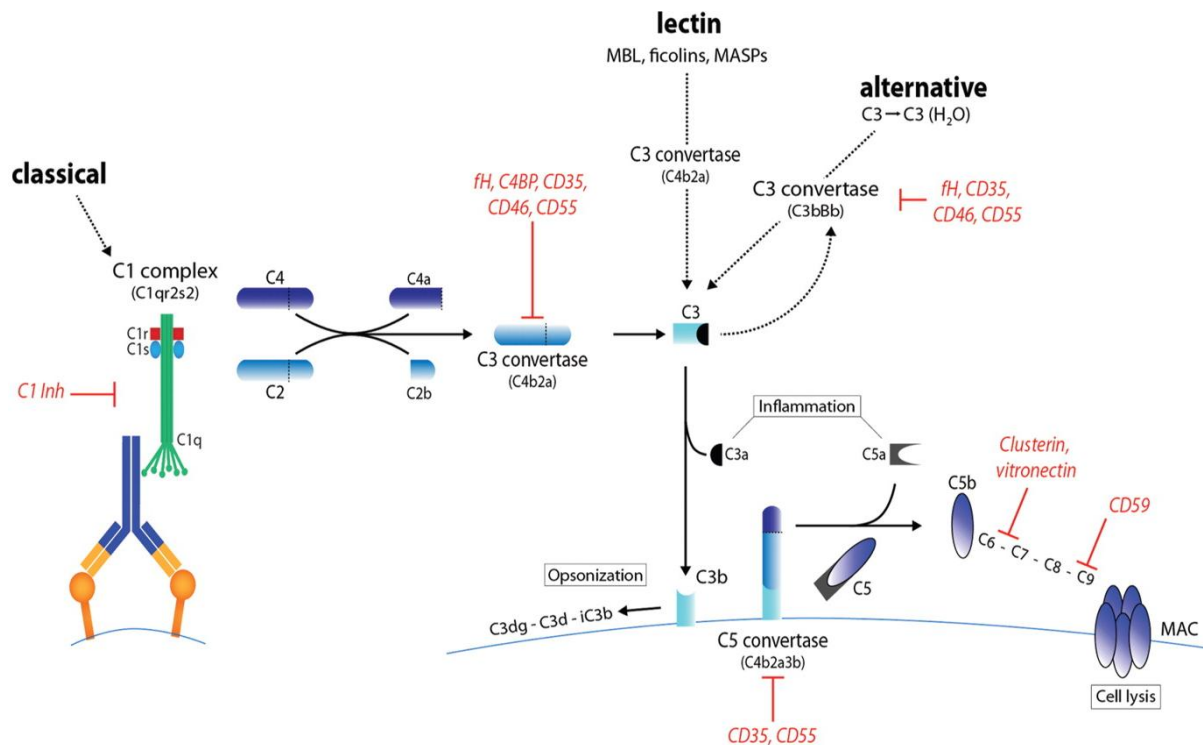 lectin
MBL, ficolins, MASPs
alternative
C3→C3 (H₂O)
C3 convertase
(C4b2a)
C3 convertase
(C3bBb)
fH, CD35,
CD46, CD55
classical
fH, C4BP, CD35,
CD46, CD55
C1 complex
(C1qr2s2)
C1r
C1s
C1 Inh
C1q
C4
C4a
C2
C2b
C3 convertase
(C4b2a)
C3
Inflammation
C3a
C5a
Clusterin,
vitronectin
CD59
C5b
C6 - C7 - C8 - C9
C5
Opsonization
C3b
C3dg - C3d - iC3b
C5 convertase
(C4b2a3b)
CD35, CD55
MAC
Cell lysis